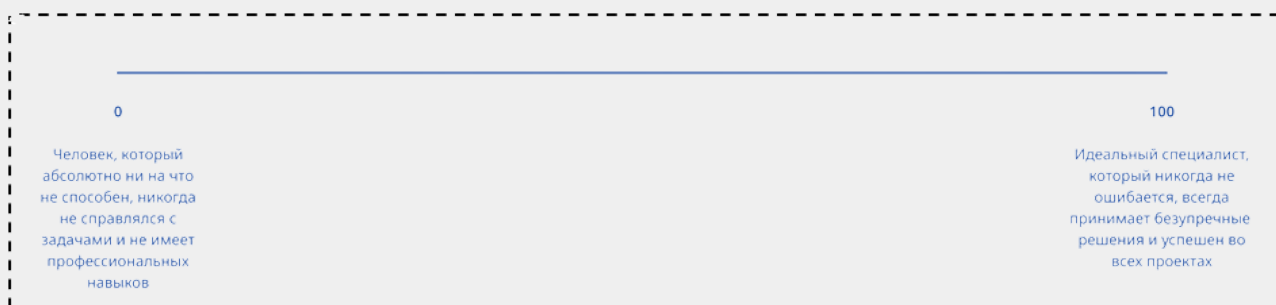 0
Человек, который
абсолютно ни на что
не способен, никогда
не справлялся с
задачами и не имеет
профессиональных
навыков
100
Идеальный специалист,
который никогда не
ошибается, всегда
принимает безупречные
решения и успешен во
всех проектах